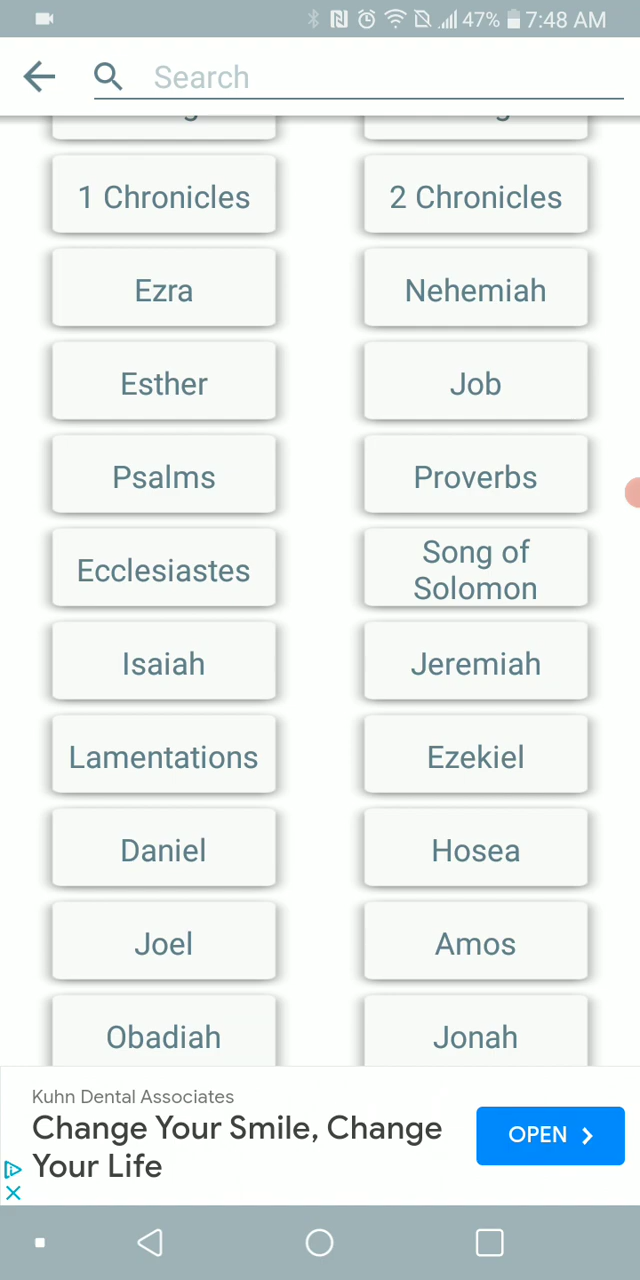 47% 7:48 AM
Search
1 Chronicles 2 Chronicles
Ezra Nehemiah
Esther Job
Psalms Proverbs
Ecclesiastes Song of
Solomon
Isaiah Jeremiah
Lamentations Ezekiel
Daniel Hosea
Joel Amos
Obadiah Jonah
Kuhn Dental Associates
Change Your Smile, Change
Your Life
OPEN